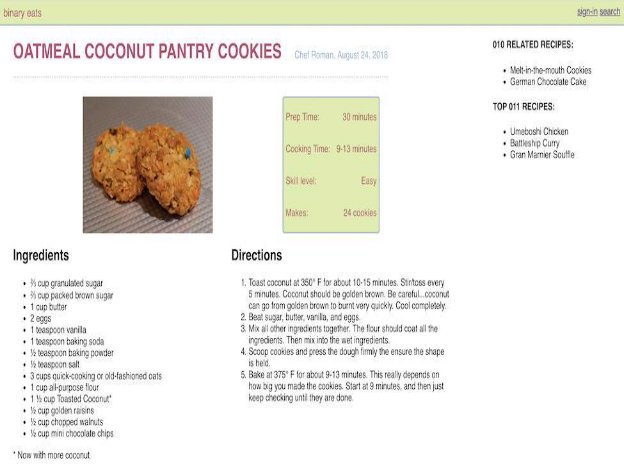 binary eats
sign-in search
OATMEAL COCONUT PANTRY COOKIES
Chef Roman, August 24, 2018
Prep Time: 30 minutes
Cooking Time: 9-13 minutes
Skill level: Easy
Makes: 24 cookies
Ingredients
• ⅔ cup granulated sugar
• ⅔ cup packed brown sugar
• 1 cup butter
• 2 eggs
• 1 teaspoon vanilla
• 1 teaspoon baking soda
• ½ teaspoon baking powder
• ½ teaspoon salt
• 3 cups quick-cooking or old-fashioned oats
• 1 cup all-purpose flour
• 1 ½ cup Toasted Coconut*
• ½ cup golden raisins
• ½ cup chopped walnuts
• ½ cup mini chocolate chips
* Now with more coconut
Directions
1. Toast coconut at 350° F for about 10-15 minutes. Stir/toss every
5 minutes. Coconut should be golden brown. Be careful...coconut
can go from golden brown to burnt very quickly. Cool completely.
2. Beat sugar, butter, vanilla, and eggs.
3. Mix all other ingredients together. The flour should coat all the
ingredients. Then mix into the wet ingredients.
4. Scoop cookies and press the dough firmly the ensure the shape
is held.
5. Bake at 375° F for about 9-13 minutes. This really depends on
how big you made the cookies. Start at 9 minutes, and then just
keep checking until they are done.
010 RELATED RECIPES:
• Melt-in-the-mouth Cookies
• German Chocolate Cake
TOP 011 RECIPES:
• Umeboshi Chicken
• Battleship Curry
• Gran Marnier Souffle